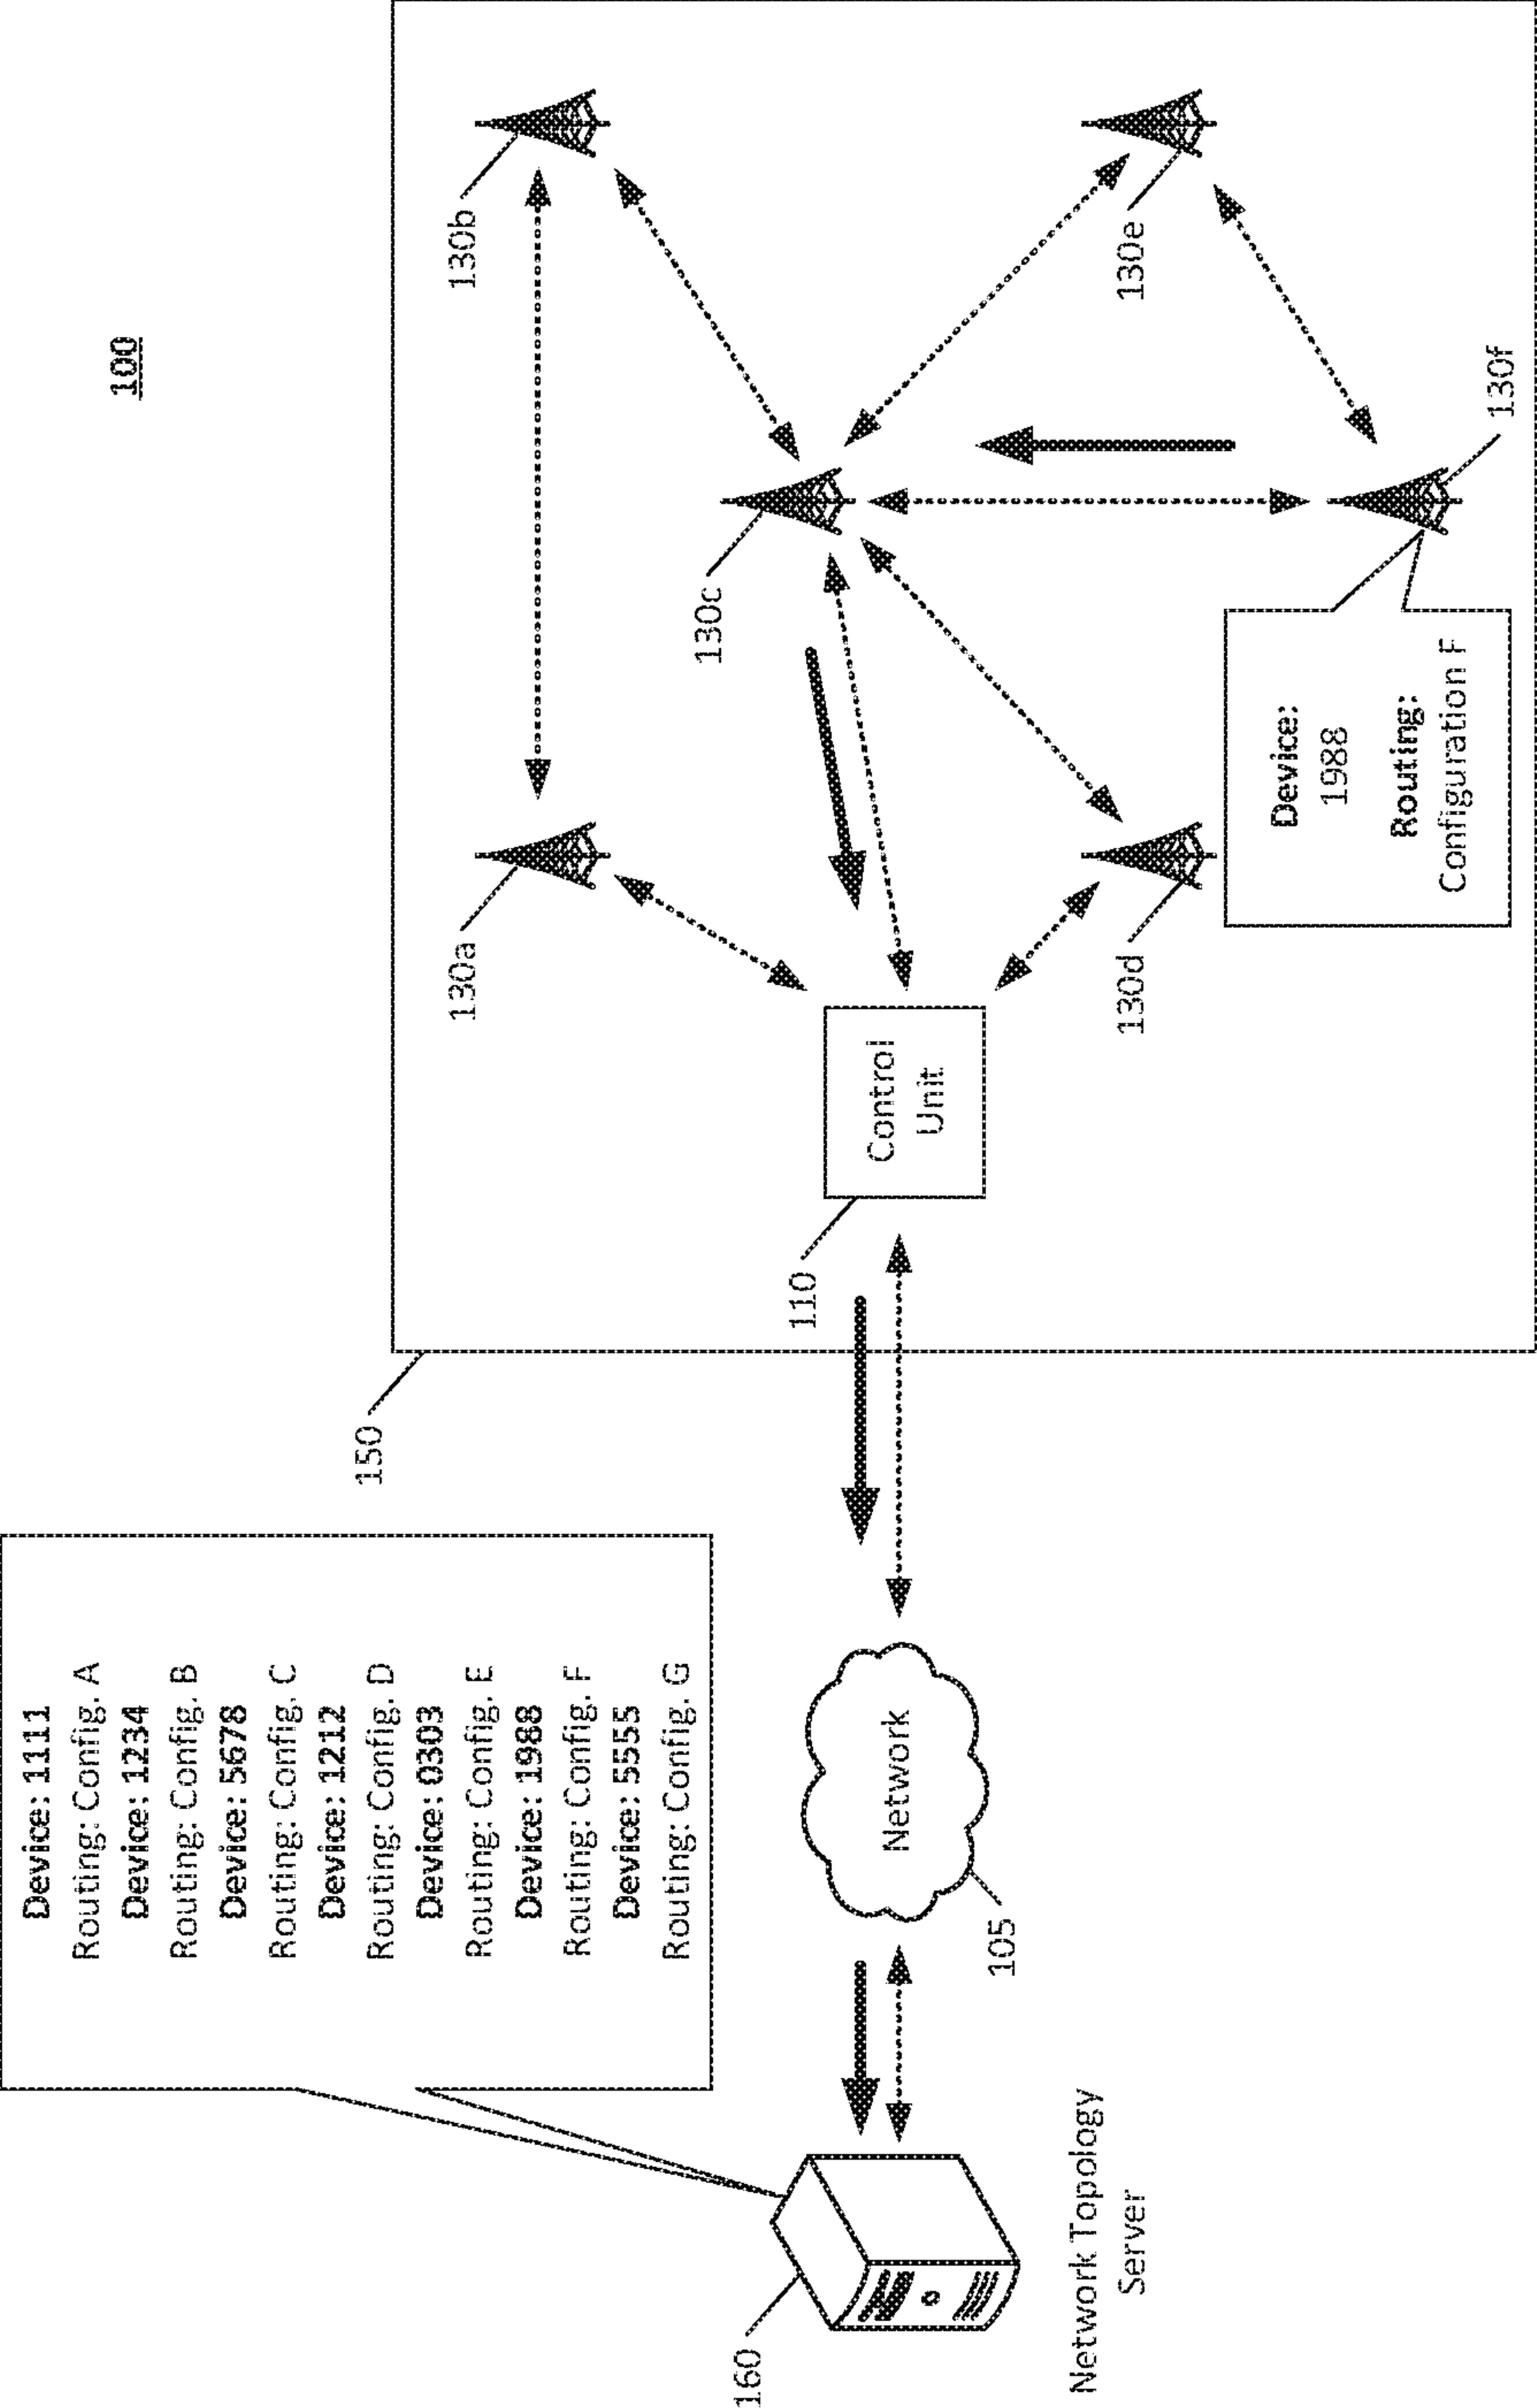 100
Device: 1111
Routing: Config. A
Device: 1234
Routing: Config. B
Device: 5678
Routing: Config. C
Device: 1212
Routing: Config. D
Device: 0303
Routing: Config. E
Device: 1988
Routing: Config. F
Device: 5555
Routing: Config. G
150
130a
130b
130c
110
Control
Unit
160
Network
105
Network Topology
Server
130d
130e
Device:
1988
Routing:
Configuration F
130f